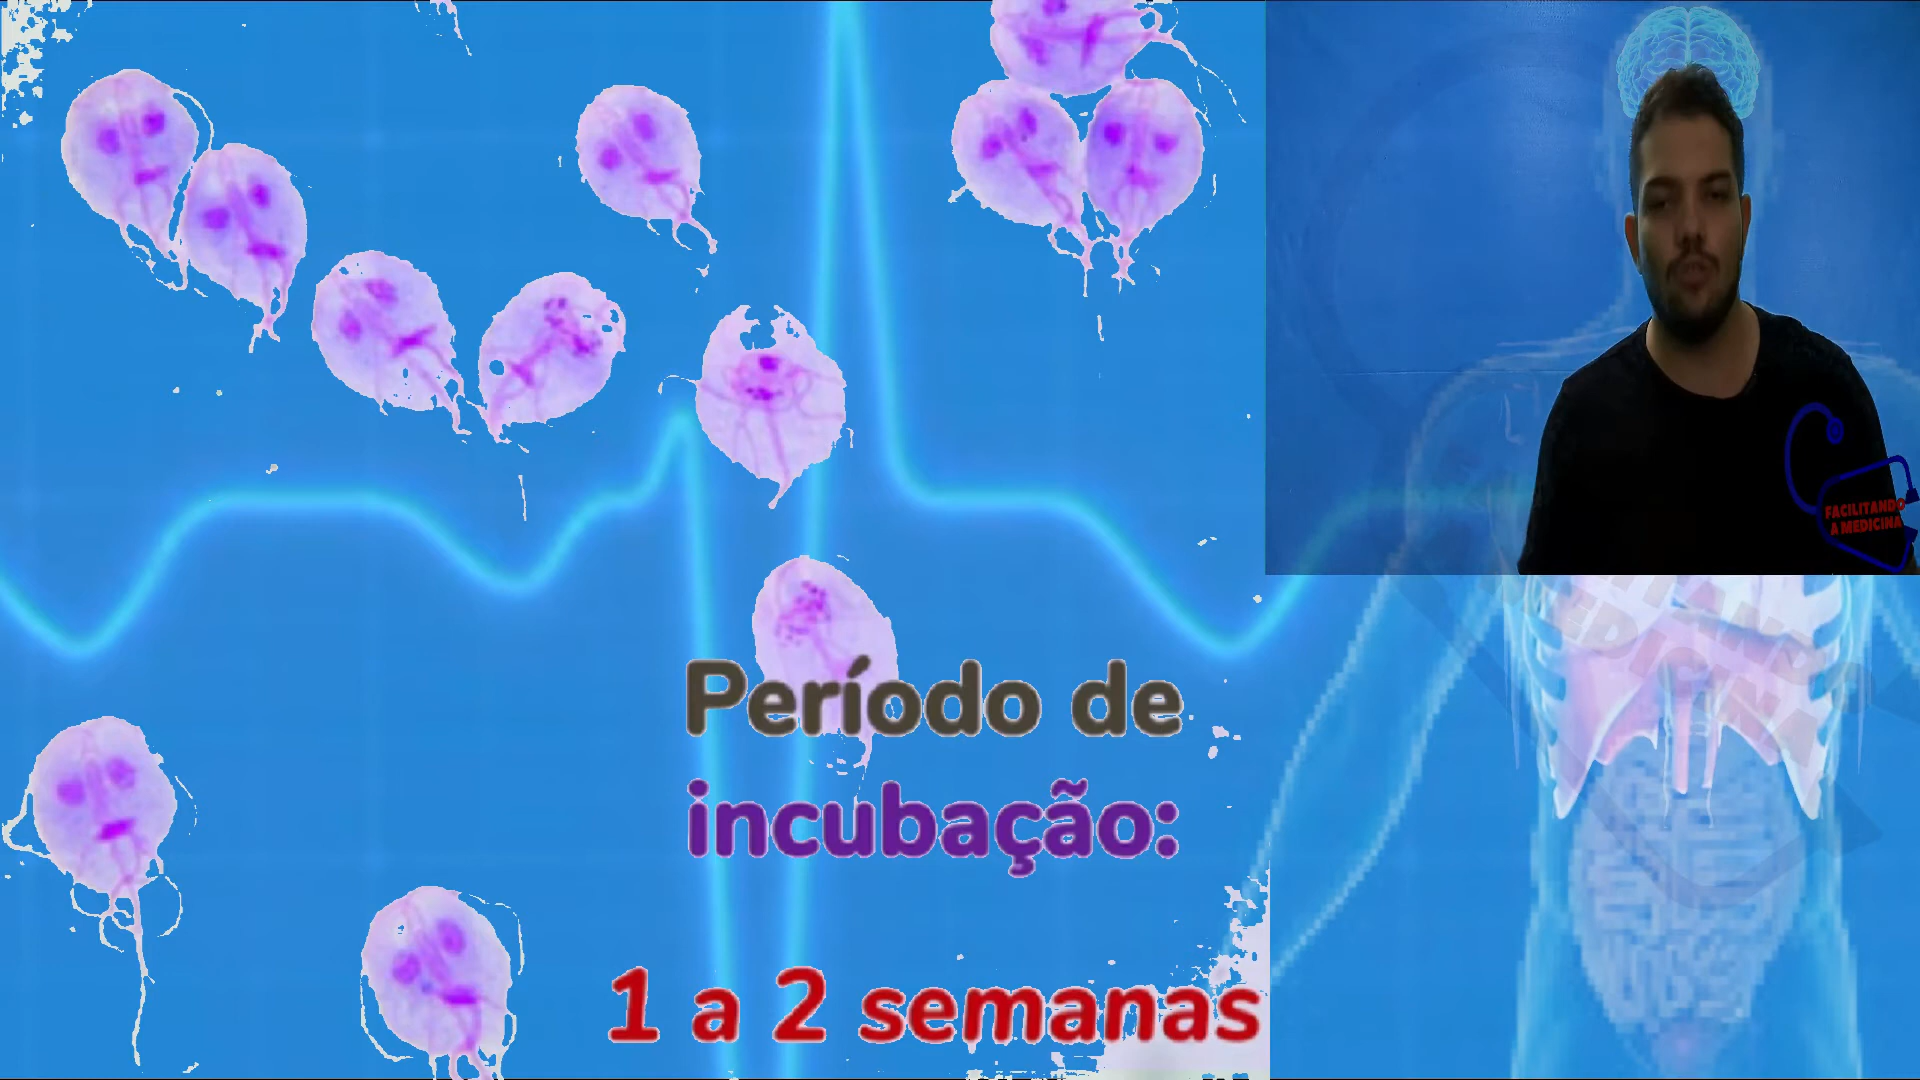 FACILITANDO
A MEDICINA
Período de
incubação:
1 a 2 semanas